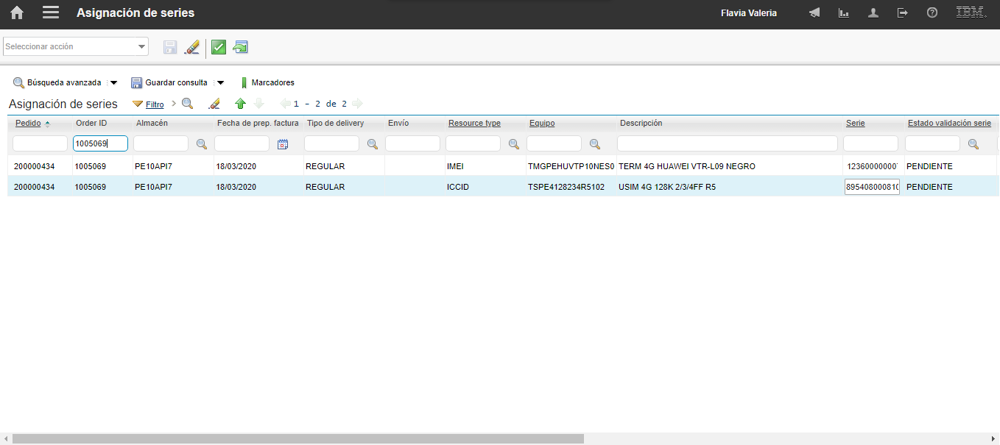 Asignación de series Flavia Valeria IBM.
Seleccionar acción
Búsqueda avanzada Guardar consulta Marcadores
Asignación de series Filtro 1 - 2 de 2
Pedido Order ID Almacén Fecha de prep. factura Tipo de delivery Envío Resource type Equipo Descripción Serie Estado validación serie
1005069
200000434 1005069 PE10API7 18/03/2020 REGULAR IMEI TMGPEHUVTP10NES0 TERM 4G HUAWEI VTR-L09 NEGRO 12360000000 PENDIENTE
200000434 1005069 PE10API7 18/03/2020 REGULAR ICCID TSPE4128234R5102 USIM 4G 128K 2/3/4FF R5 895408000810 PENDIENTE